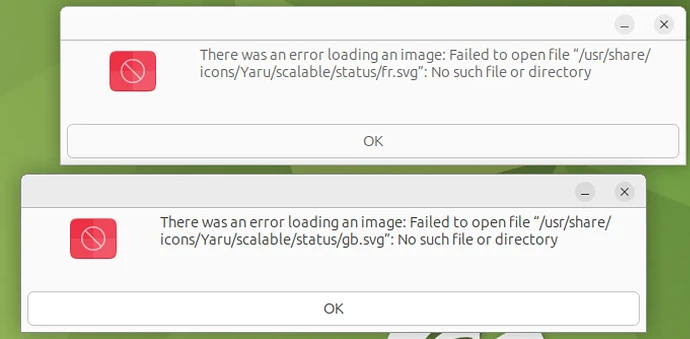 There was an error loading an image: Failed to open file “/usr/share/
icons/Yaru/scalable/status/fr.svg”: No such file or directory
OK
There was an error loading an image: Failed to open file “/usr/share/
icons/Yaru/scalable/status/gb.svg”: No such file or directory
OK